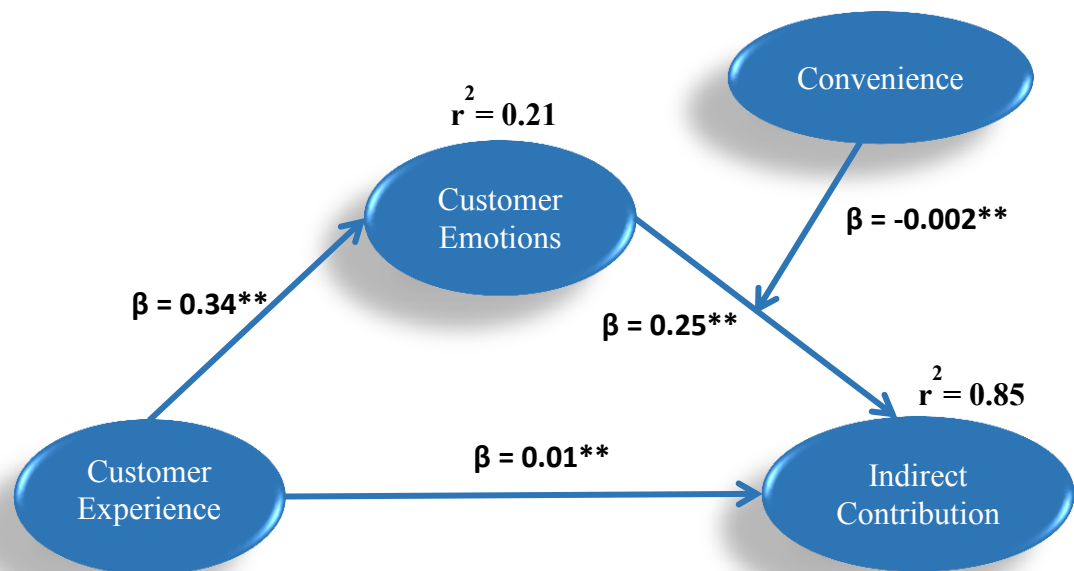 Convenience
r² = 0.21
Customer
Emotions
β = -0.002**
β = 0.34**
β = 0.25**
r² = 0.85
β = 0.01**
Customer
Experience
Indirect
Contribution